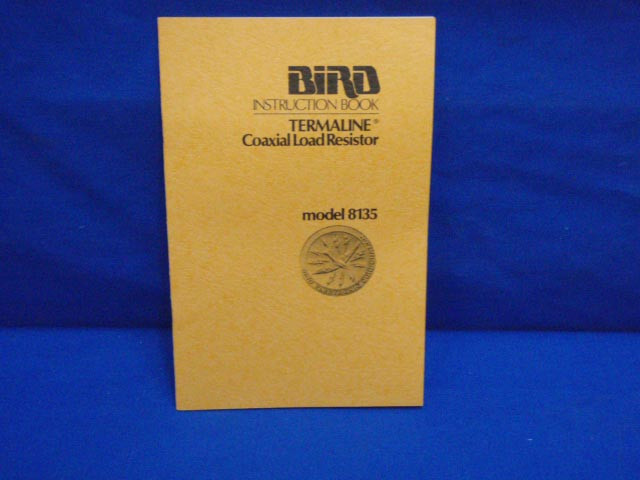 BIRD
INSTRUCTION BOOK
TERMALINE®
Coaxial Load Resistor
model 8135